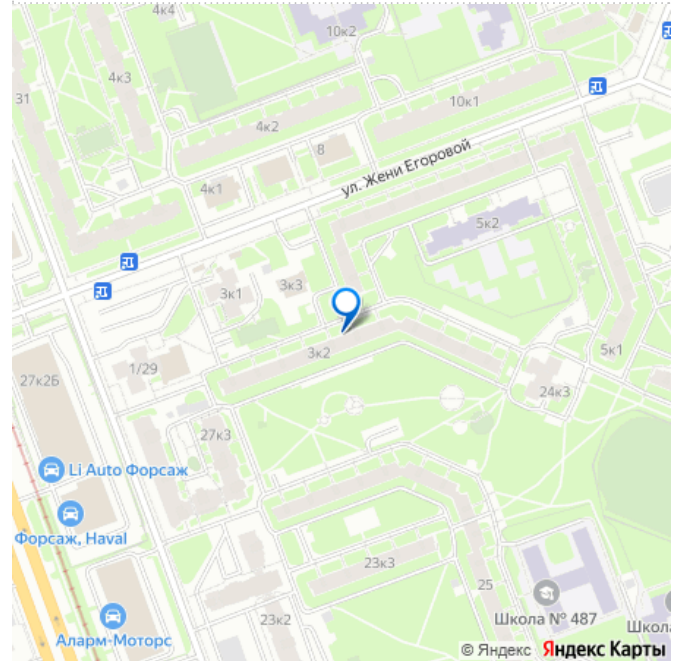 4к4
10к2
4к3
31
10к1
4к2
8
ул. Жени Егоровой
4к1
5к2
3к3
3к1
3к2
1/29
5к1
27к2Б
24к3
27к3
Li Auto Форсаж
Форсаж, Haval
23к3
25
Школа № 487
Школ
23к2
Аларм-Моторс
© Яндекс Яндекс Карты